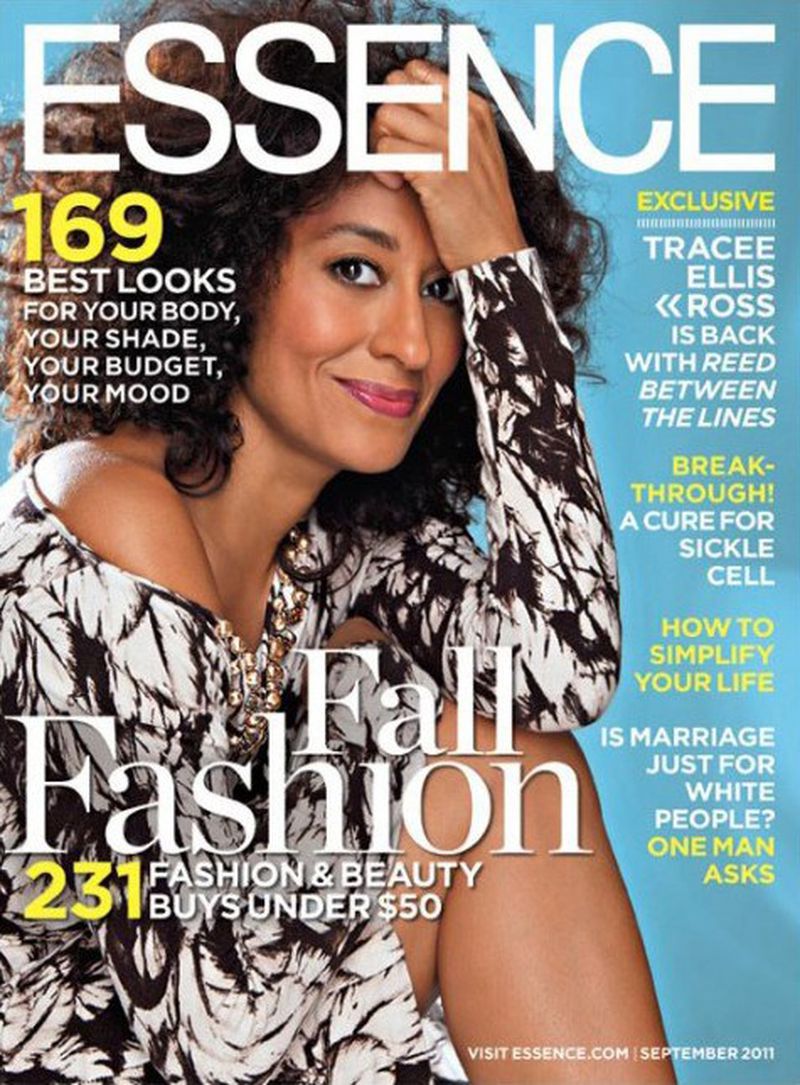 ESSENCE
169
BEST LOOKS
FOR YOUR BODY,
YOUR SHADE,
YOUR BUDGET,
YOUR MOOD
EXCLUSIVE
TRACEE
ELLIS
«ROSS
IS BACK
WITH REED
BETWEEN
THE LINES
BREAK-
THROUGH!
A CURE FOR
SICKLE
CELL
HOW TO
SIMPLIFY
YOUR LIFE
IS MARRIAGE
JUST FOR
WHITE
PEOPLE?
ONE MAN
ASKS
Fall
Fashion
231 FASHION & BEAUTY
BUYS UNDER $50
VISIT ESSENCE.COM | SEPTEMBER 2011